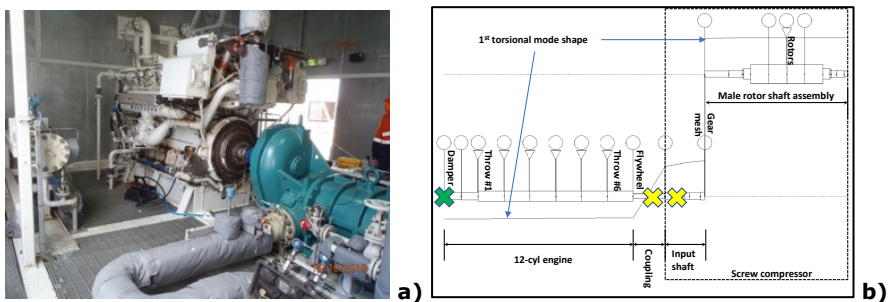 1st torsional mode shape
Rotors
Male rotor shaft assembly
Gear
mesh
Damper
Throw #1
Throw #6
Flywheel
12-cyl engine
Coupling
Input
shaft
Screw compressor
a)
b)